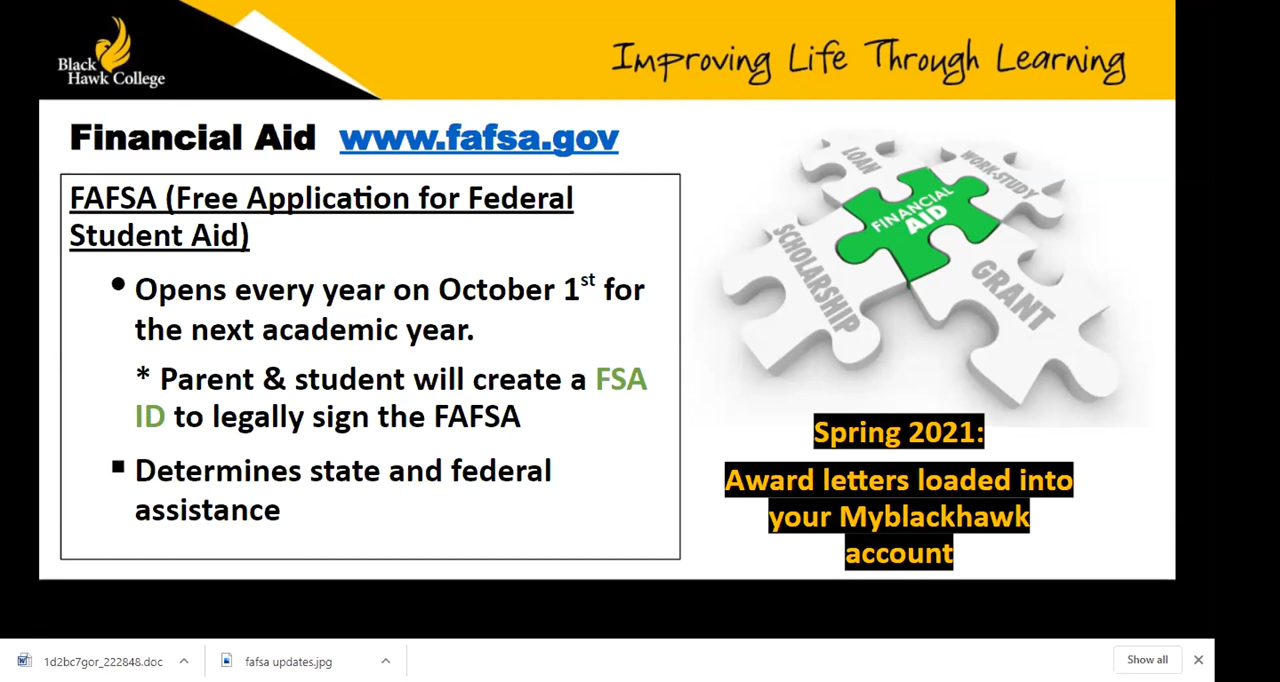 Black
Hawk College
Improving Life Through Learning
Financial Aid www.fafsa.gov
FAFSA (Free Application for Federal
Student Aid)
• Opens every year on October 1st for
the next academic year.
* Parent & student will create a FSA
ID to legally sign the FAFSA
▪ Determines state and federal
assistance
LOAN
WORK-STUDY
FINANCIAL
AID
SCHOLARSHIP
GRANT
Spring 2021:
Award letters loaded into
your Myblackhawk
account
1d2bc7gor_222848.doc
fafsa updates.jpg
Show all